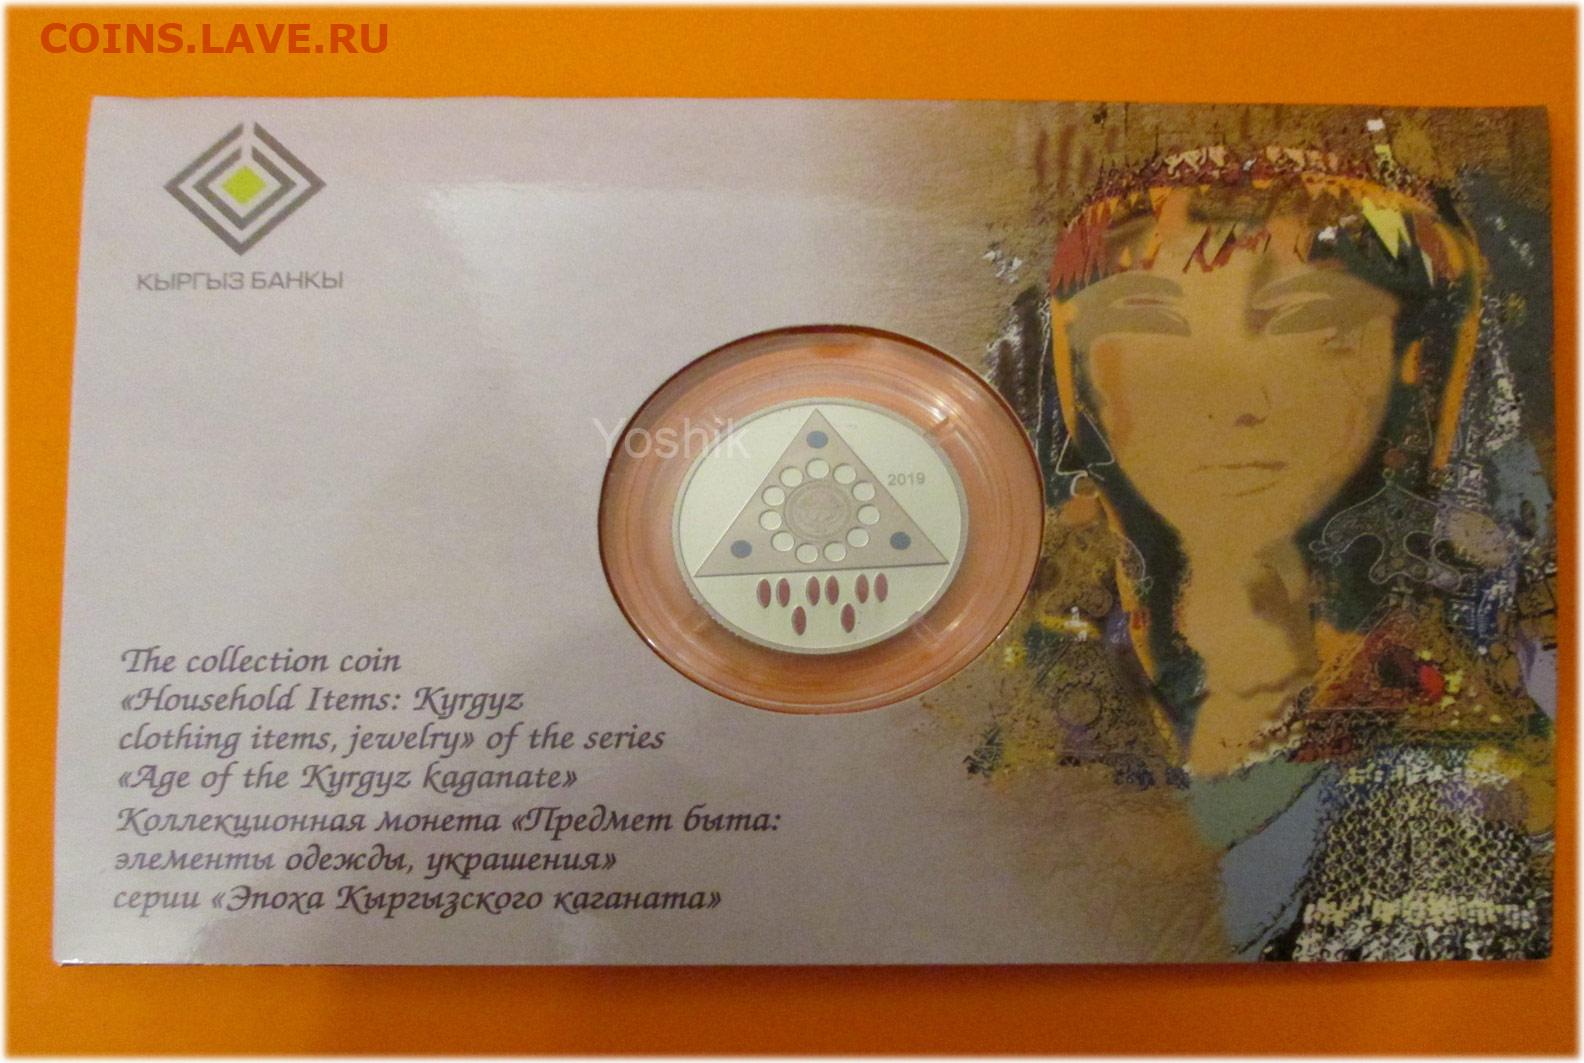 COINS.LAVE.RU
КЫРГЫЗ БАНКЫ
Yoshik
2019
The collection coin
«Household Items: Kyrgyz
clothing items, jewelry» of the series
«Age of the Kyrgyz kaganate»
Коллекционная монета «Предмет быта:
элементы одежды, украшения»
серии «Эпоха Кыргызского каганата»